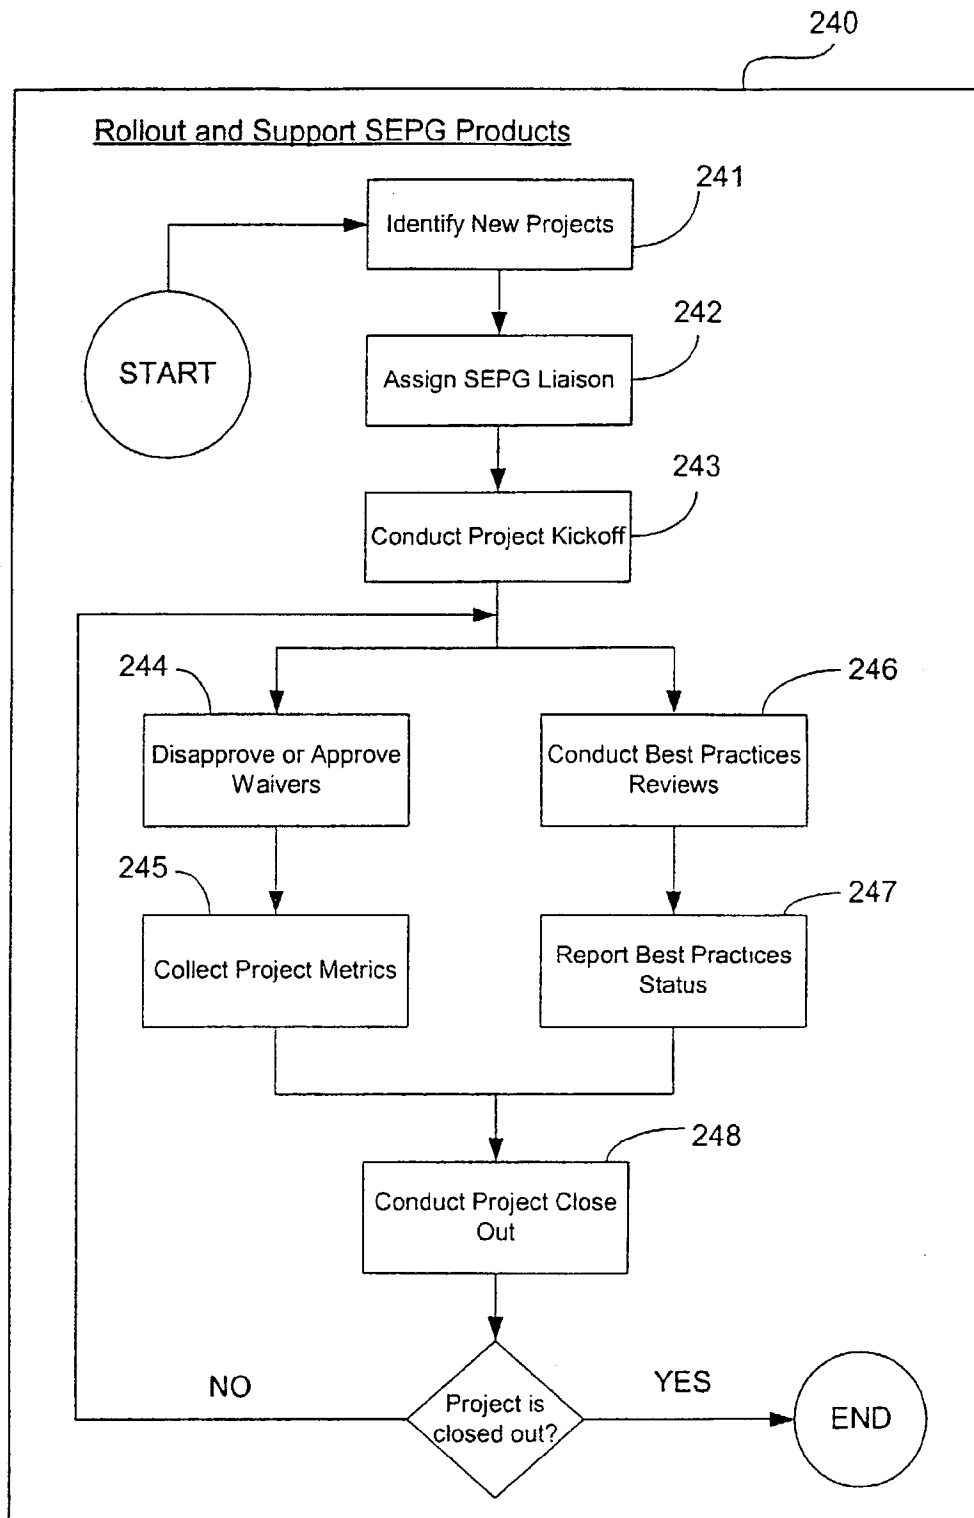 240
Rollout and Support SEPG Products
241
Identify New Projects
START
242
Assign SEPG Liaison
243
Conduct Project Kickoff
244
246
Disapprove or Approve
Waivers
Conduct Best Practices
Reviews
245
247
Collect Project Metrics
Report Best Practices
Status
248
Conduct Project Close
Out
NO
YES
Project is
closed out?
END